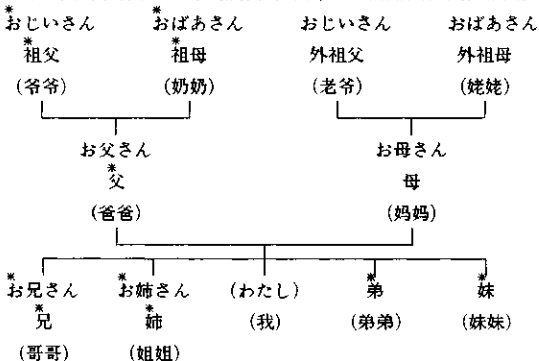 *おじいさん *おばあさん おじいさん おばあさん
*祖父 *祖母 外祖父 外祖母
(爷爷) (奶奶) (老爷) (姥姥)
お父さん お母さん
*父 母
(爸爸) (妈妈)
*お兄さん *お姉さん (わたし) *弟 *妹
*兄 *姉 (我) (弟弟) (妹妹)
(哥哥) (姐姐)